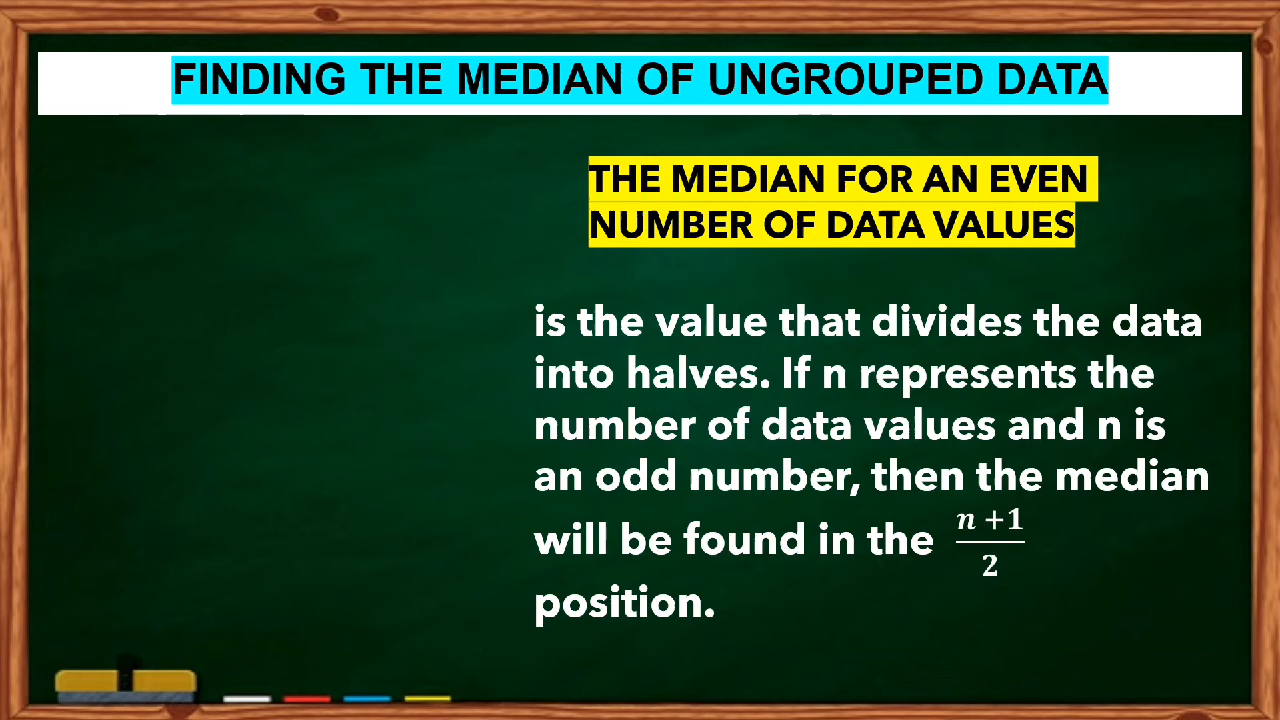 FINDING THE MEDIAN OF UNGROUPED DATA
THE MEDIAN FOR AN EVEN
NUMBER OF DATA VALUES
is the value that divides the data
into halves. If n represents the
number of data values and n is
an odd number, then the median
will be found in the (n +1)/2
position.